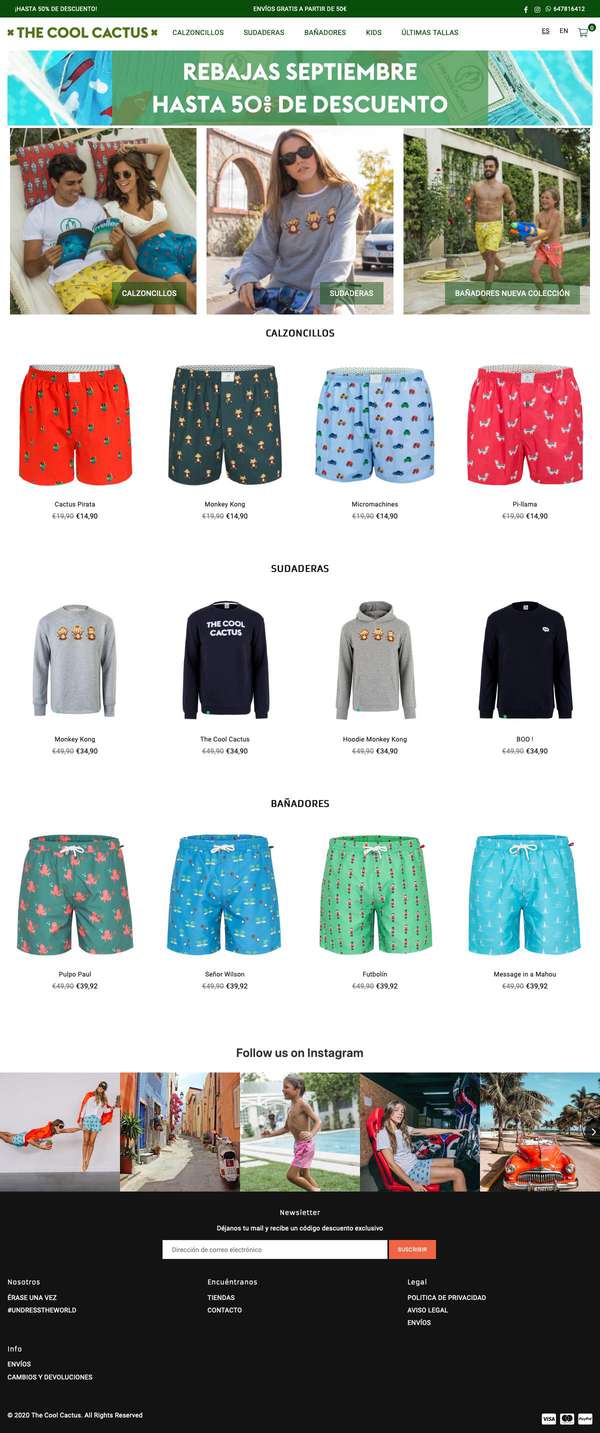 ¡HASTA 50% DE DESCUENTO!
ENVÍOS GRATIS A PARTIR DE 50€
647816412
THE COOL CACTUS
CALZONCILLOS
SUDADERAS
BAÑADORES
KIDS
ÚLTIMAS TALLAS
ES
EN
0
REBAJAS SEPTIEMBRE
HASTA 50% DE DESCUENTO
CALZONCILLOS
SUDADERAS
BAÑADORES NUEVA COLECCIÓN
CALZONCILLOS
Cactus Pirata
€19,90 €14,90
Monkey Kong
€19,90 €14,90
Micromachines
€19,90 €14,90
Pi-llama
€19,90 €14,90
SUDADERAS
THE COOL
CACTUS
Monkey Kong
€49,90 €34,90
The Cool Cactus
€49,90 €34,90
Hoodie Monkey Kong
€49,90 €34,90
BOO !
€49,90 €34,90
BAÑADORES
Pulpo Paul
€49,90 €39,92
Señor Wilson
€49,90 €39,92
Futbolín
€49,90 €39,92
Message in a Mahou
€49,90 €39,92
Follow us on Instagram
Newsletter
Déjanos tu mail y recibe un código descuento exclusivo
Dirección de correo electrónico
SUSCRIBIR
Nosotros
ÉRASE UNA VEZ
#UNDRESSTHEWORLD
Encuéntranos
TIENDAS
CONTACTO
Legal
POLITICA DE PRIVACIDAD
AVISO LEGAL
ENVÍOS
Info
ENVÍOS
CAMBIOS Y DEVOLUCIONES
© 2020 The Cool Cactus. All Rights Reserved
VISA
PayPal